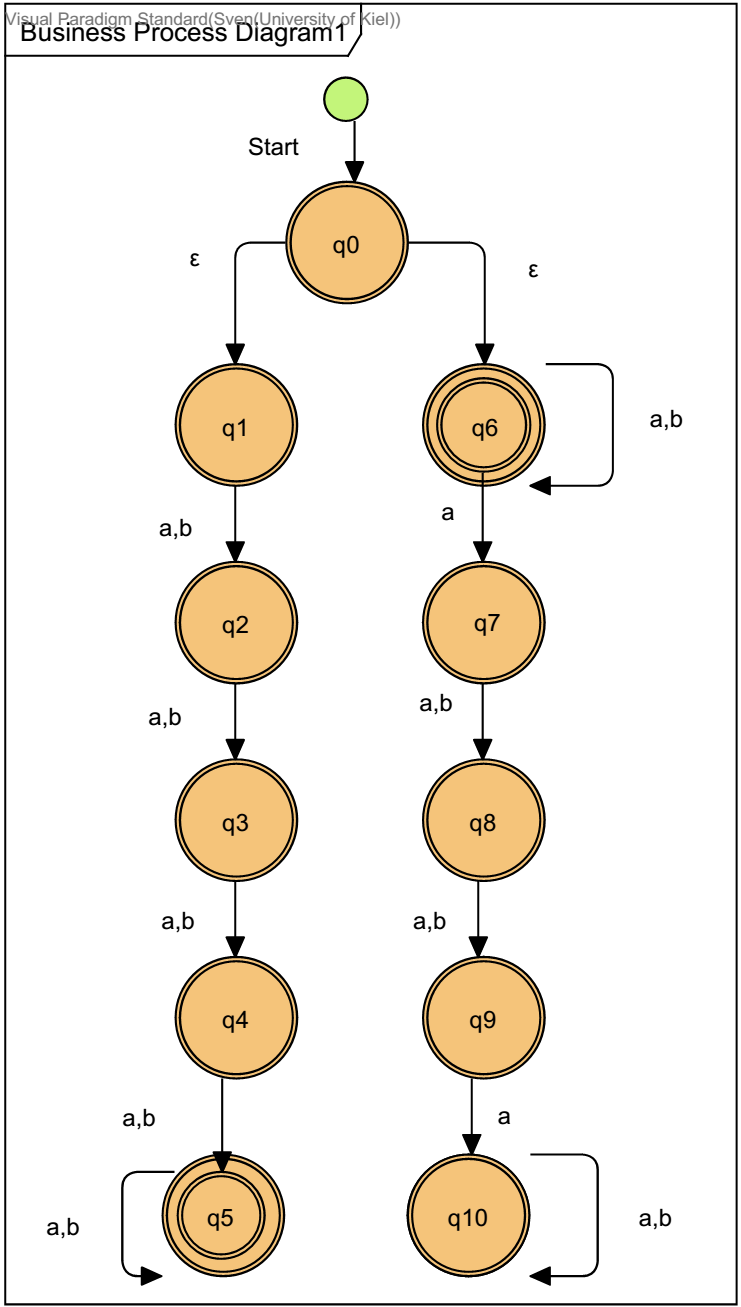 Visual Paradigm Standard(Sven(University of Kiel))
Business Process Diagram1
Start
q0
ε
ε
q1
q6
a,b
a,b
a
q2
q7
a,b
a,b
q3
q8
a,b
a,b
q4
q9
a,b
a
q5
q10
a,b
a,b